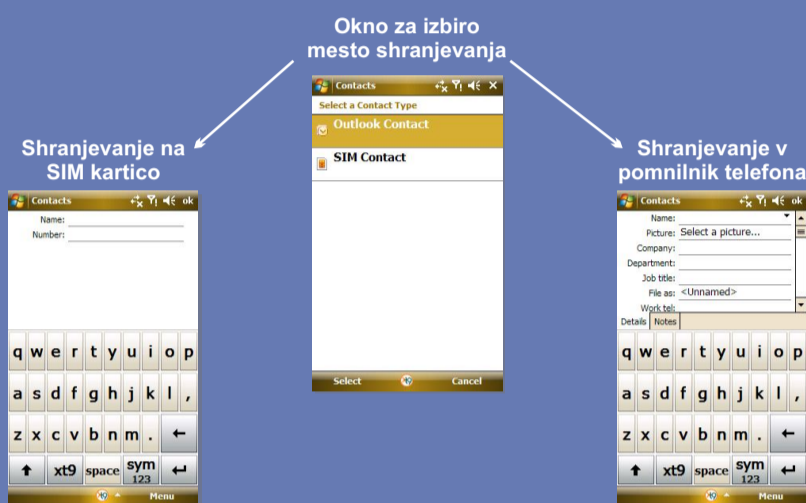 Okno za izbiro
mesto shranjevanja
Contacts
Select a Contact Type
Outlook Contact
SIM Contact
Select Cancel
Shranjevanje na
SIM kartico
Contacts ok
Name:
Number:
q w e r t y u i o p
a s d f g h j k l ,
z x c v b n m .
xt9 space sym
123
Menu
Shranjevanje v
pomnilnik telefona
Contacts ok
Name:
Picture: Select a picture...
Company:
Department:
Job title:
File as: <Unnamed>
Work tel:
Details Notes
q w e r t y u i o p
a s d f g h j k l ,
z x c v b n m .
xt9 space sym
123
Menu